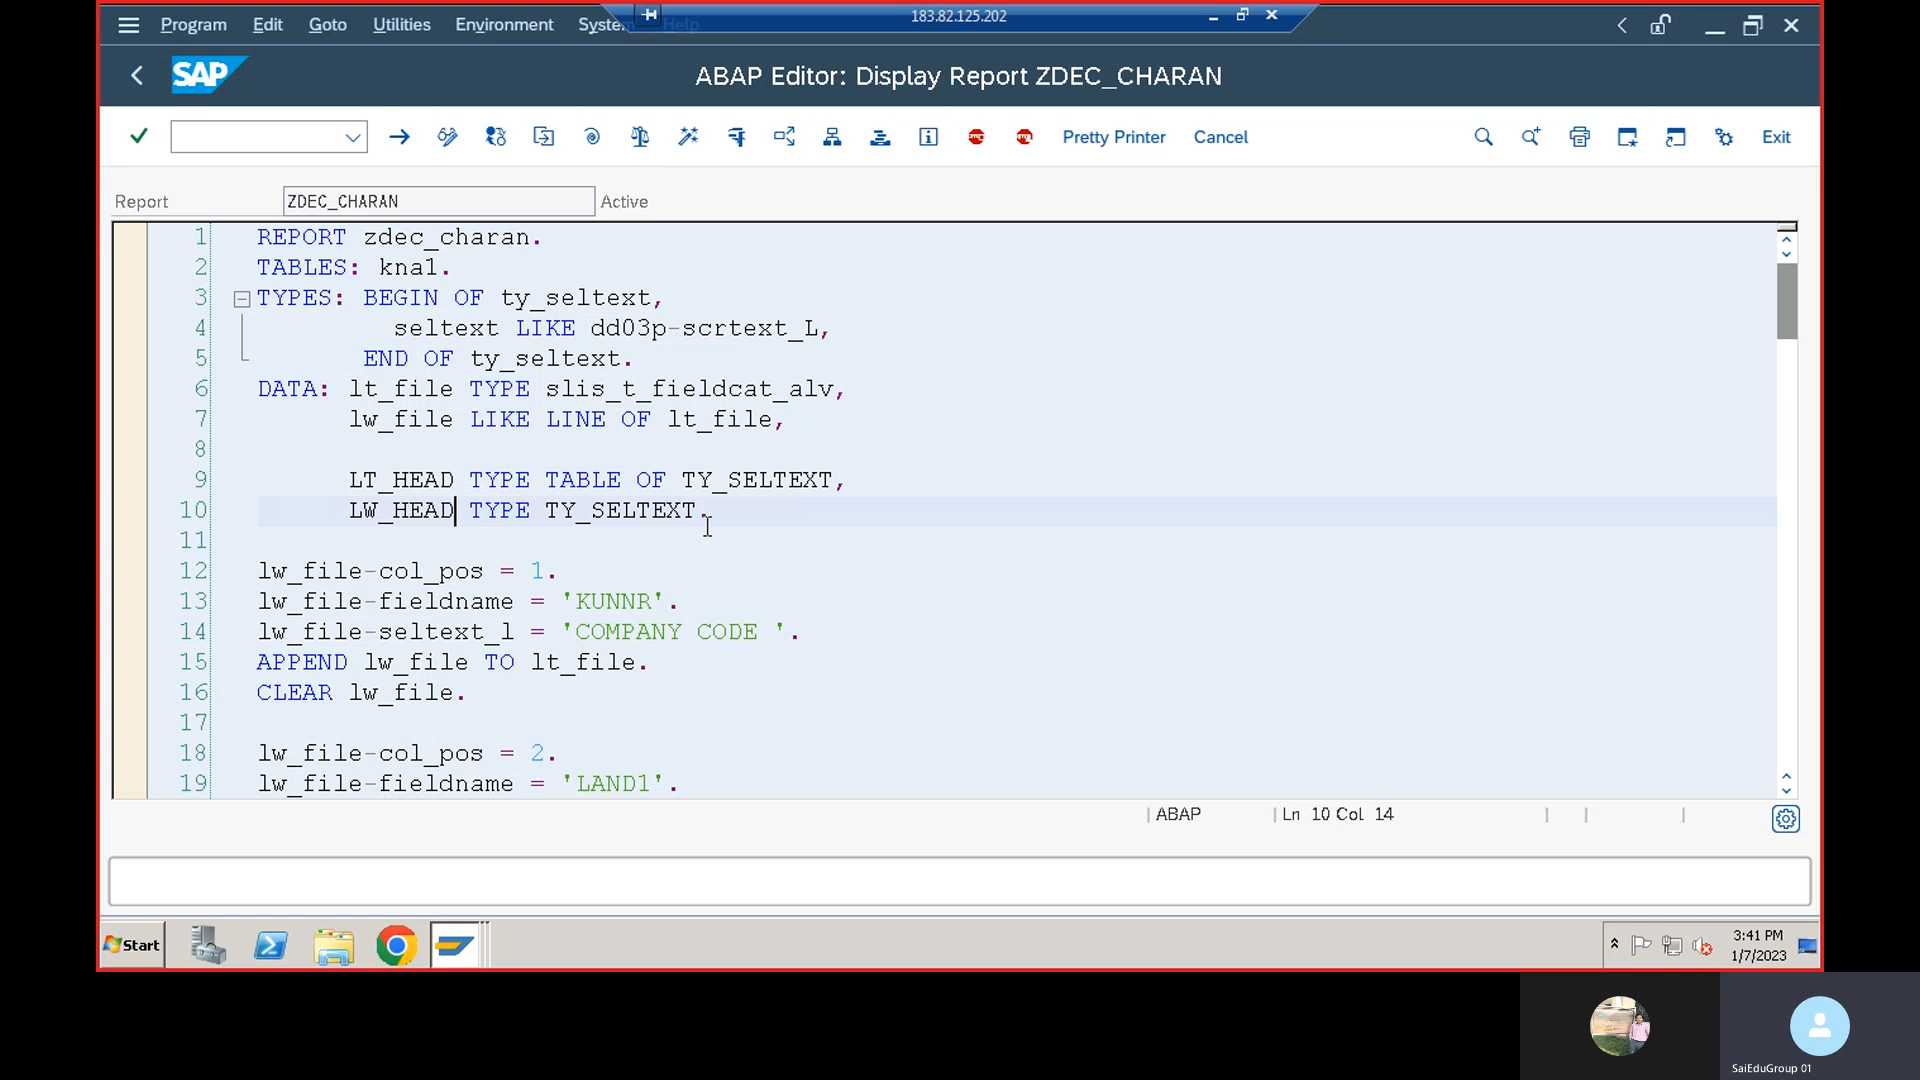 183.82.125.202
Program Edit Goto Utilities Environment System Help
SAP
ABAP Editor: Display Report ZDEC_CHARAN
Pretty Printer Cancel Exit
Report ZDEC_CHARAN Active
1 REPORT zdec_charan.
2 TABLES: kna1.
3 TYPES: BEGIN OF ty_seltext,
4 seltext LIKE dd03p-scrtext_L,
5 END OF ty_seltext.
6 DATA: lt_file TYPE slis_t_fieldcat_alv,
7 lw_file LIKE LINE OF lt_file,
8
9 LT_HEAD TYPE TABLE OF TY_SELTEXT,
10 LW_HEAD TYPE TY_SELTEXT.
11
12 lw_file-col_pos = 1.
13 lw_file-fieldname = 'KUNNR'.
14 lw_file-seltext_l = 'COMPANY CODE '.
15 APPEND lw_file TO lt_file.
16 CLEAR lw_file.
17
18 lw_file-col_pos = 2.
19 lw_file-fieldname = 'LAND1'.
ABAP Ln 10 Col 14
Start
3:41 PM
1/7/2023
SaiEduGroup 01